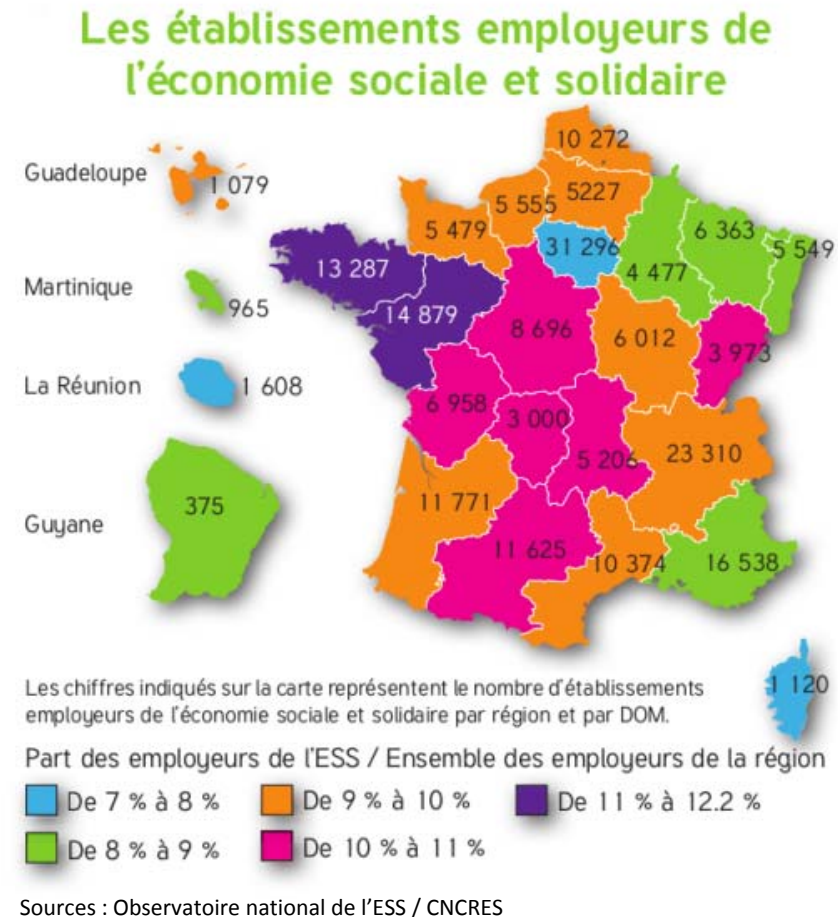 Les établissements employeurs de
l'économie sociale et solidaire
Guadeloupe
1 079
Martinique
965
La Réunion
1 608
Guyane
375
10 272
5227
5 555
5 479
31 296
6 363
5 549
4 477
13 287
14 879
8 696
6 012
3 973
6 958
3 000
5 206
23 310
11 771
11 625
10 374
16 538
1 120
Les chiffres indiqués sur la carte représentent le nombre d'établissements
employeurs de l'économie sociale et solidaire par région et par DOM.
Part des employeurs de l'ESS / Ensemble des employeurs de la région
De 7 % à 8 %
De 9 % à 10 %
De 11 % à 12.2 %
De 8 % à 9 %
De 10 % à 11 %
Sources : Observatoire national de l'ESS / CNCRES